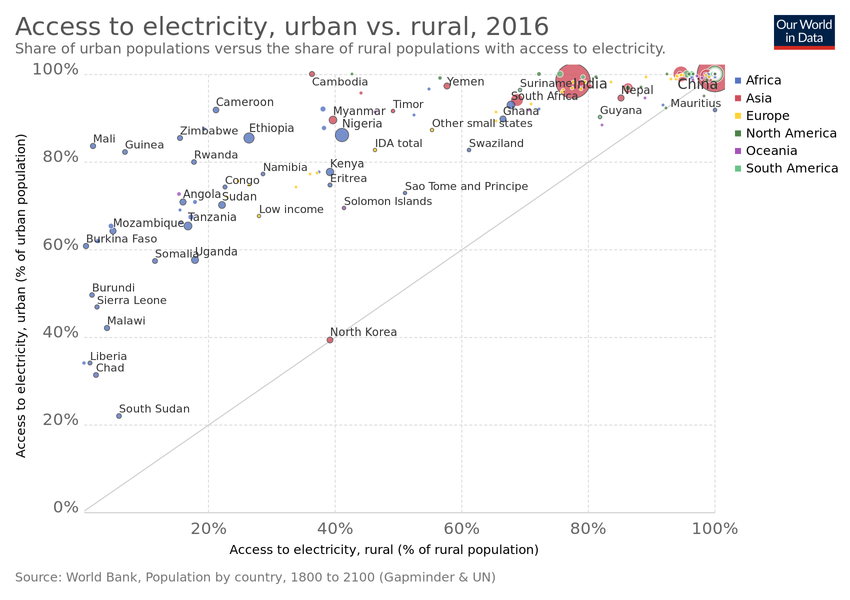 Access to electricity, urban vs. rural, 2016
Share of urban populations versus the share of rural populations with access to electricity.
Our World
in Data
Access to electricity, urban (% of urban population)
100%
80%
60%
40%
20%
0%
Cambodia
Yemen
Suriname
India
China
South Africa
Nepal
Mauritius
Cameroon
Myanmar
Timor
Ghana
Guyana
Nigeria
Other small states
Zimbabwe
Ethiopia
Mali
Guinea
IDA total
Swaziland
Rwanda
Namibia
Kenya
Eritrea
Congo
Angola
Sudan
Sao Tome and Principe
Solomon Islands
Low income
Mozambique
Tanzania
Burkina Faso
Somalia
Uganda
Burundi
Sierra Leone
Malawi
North Korea
Liberia
Chad
South Sudan
20%
40%
60%
80%
100%
Access to electricity, rural (% of rural population)
Africa
Asia
Europe
North America
Oceania
South America
Source: World Bank, Population by country, 1800 to 2100 (Gapminder & UN)